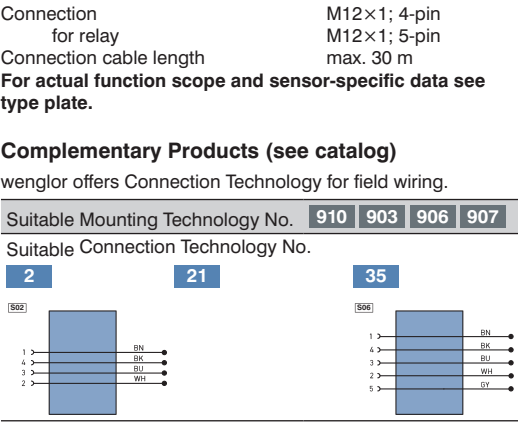 Connection M12×1; 4-pin
for relay M12×1; 5-pin
Connection cable length max. 30 m
For actual function scope and sensor-specific data see
type plate.
Complementary Products (see catalog)
wenglor offers Connection Technology for field wiring.
Suitable Mounting Technology No. 910 903 906 907
Suitable Connection Technology No.
2 21 35
S02
1 BN
4 BK
3 BU
2 WH
S06
1 BN
4 BK
3 BU
2 WH
5 GY